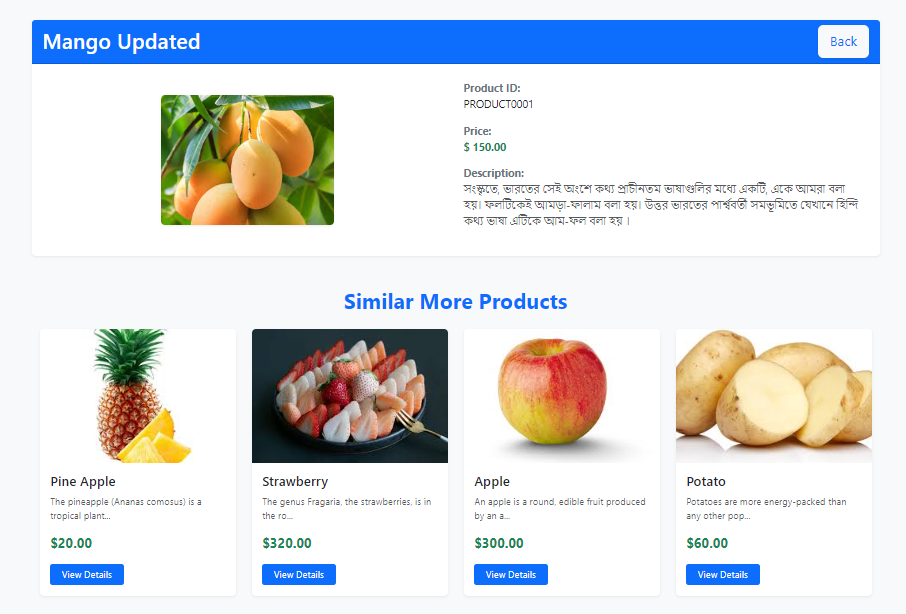 Mango Updated
Back
Product ID:
PRODUCT0001
Price:
$ 150.00
Description:
সংস্কৃতে, ভারতের সেই অংশে কথ্য প্রাচীনতম ভাষাগুলির মধ্যে একটি, একে আমরা বলা
হয়। ফলটিকেই আমড়া-ফালাম বলা হয়। উত্তর ভারতের পার্শ্ববর্তী সমভূমিতে যেখানে হিন্দি
কথ্য ভাষা এটিকে আম-ফল বলা হয় ।
Similar More Products
Pine Apple
The pineapple (Ananas comosus) is a
tropical plant...
$20.00
View Details
Strawberry
The genus Fragaria, the strawberries, is in
the ro...
$320.00
View Details
Apple
An apple is a round, edible fruit produced
by an a...
$300.00
View Details
Potato
Potatoes are more energy-packed than
any other pop...
$60.00
View Details